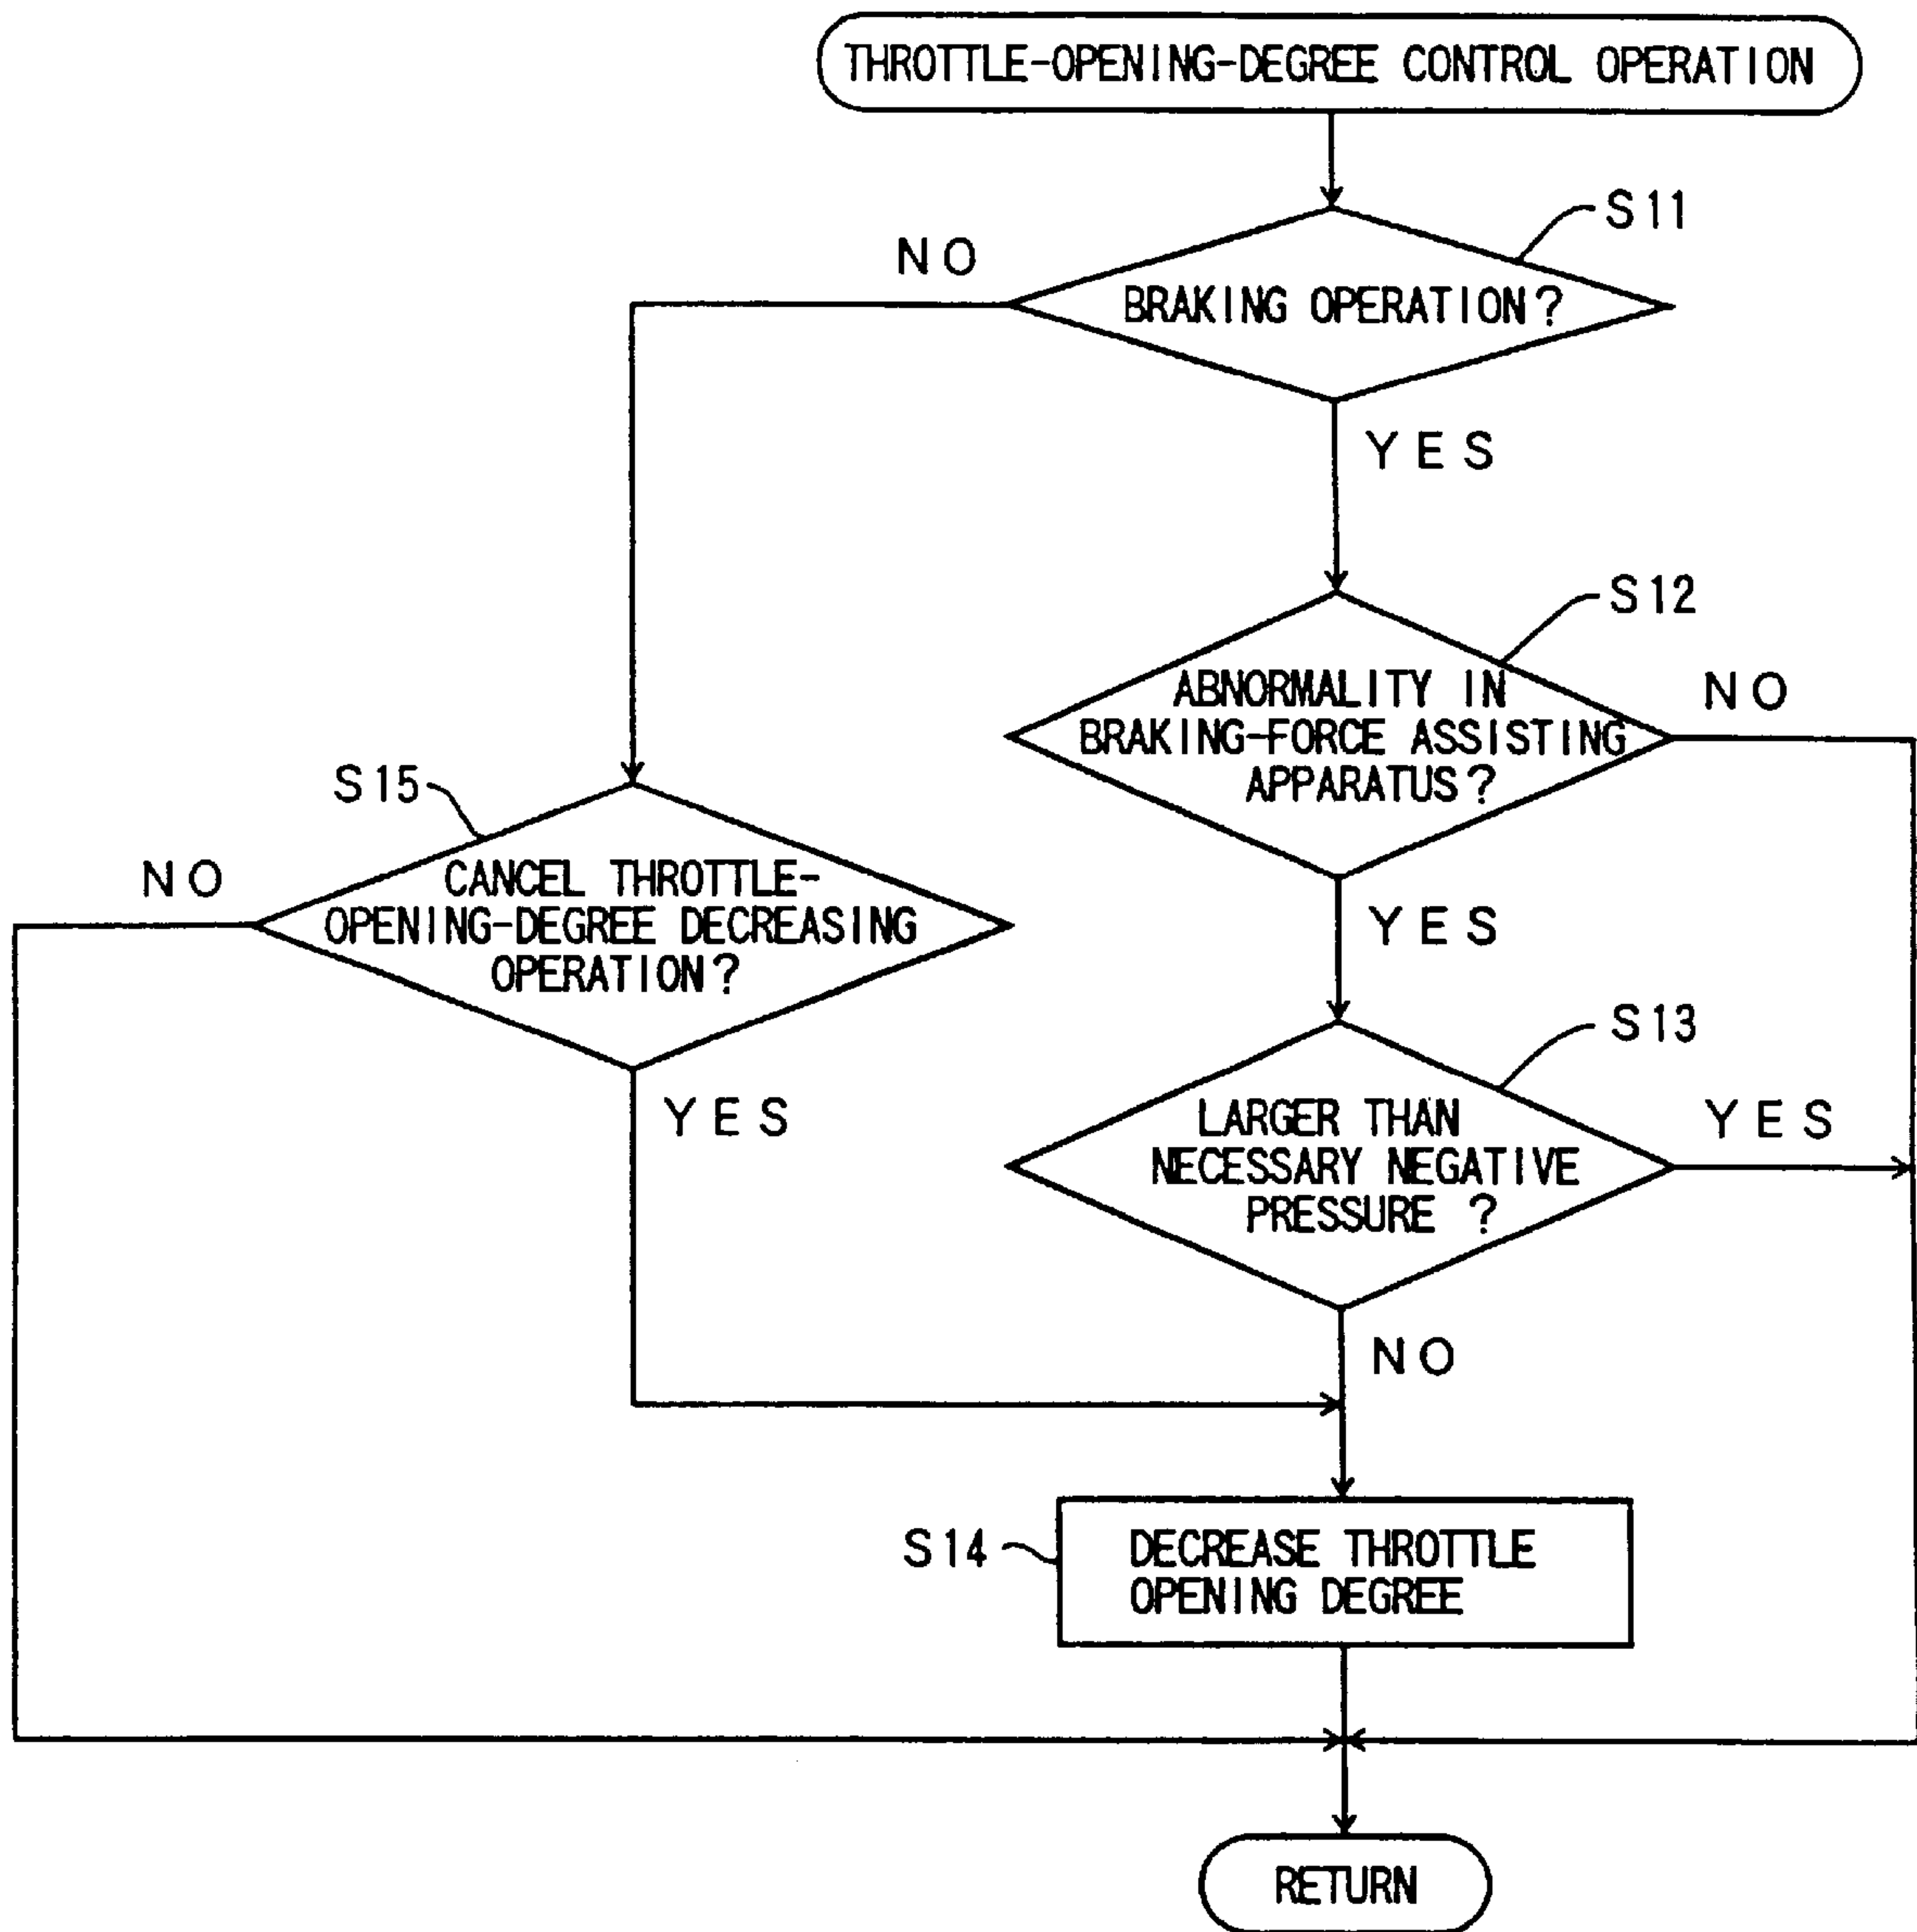 THROTTLE-OPENING-DEGREE CONTROL OPERATION
S11
NO
BRAKING OPERATION?
YES
S12
ABNORMALITY IN
BRAKING-FORCE ASSISTING
APPARATUS?
NO
S15
NO
CANCEL THROTTLE-
OPENING-DEGREE DECREASING
OPERATION?
YES
YES
S13
LARGER THAN
NECESSARY NEGATIVE
PRESSURE ?
YES
NO
S14
DECREASE THROTTLE
OPENING DEGREE
RETURN